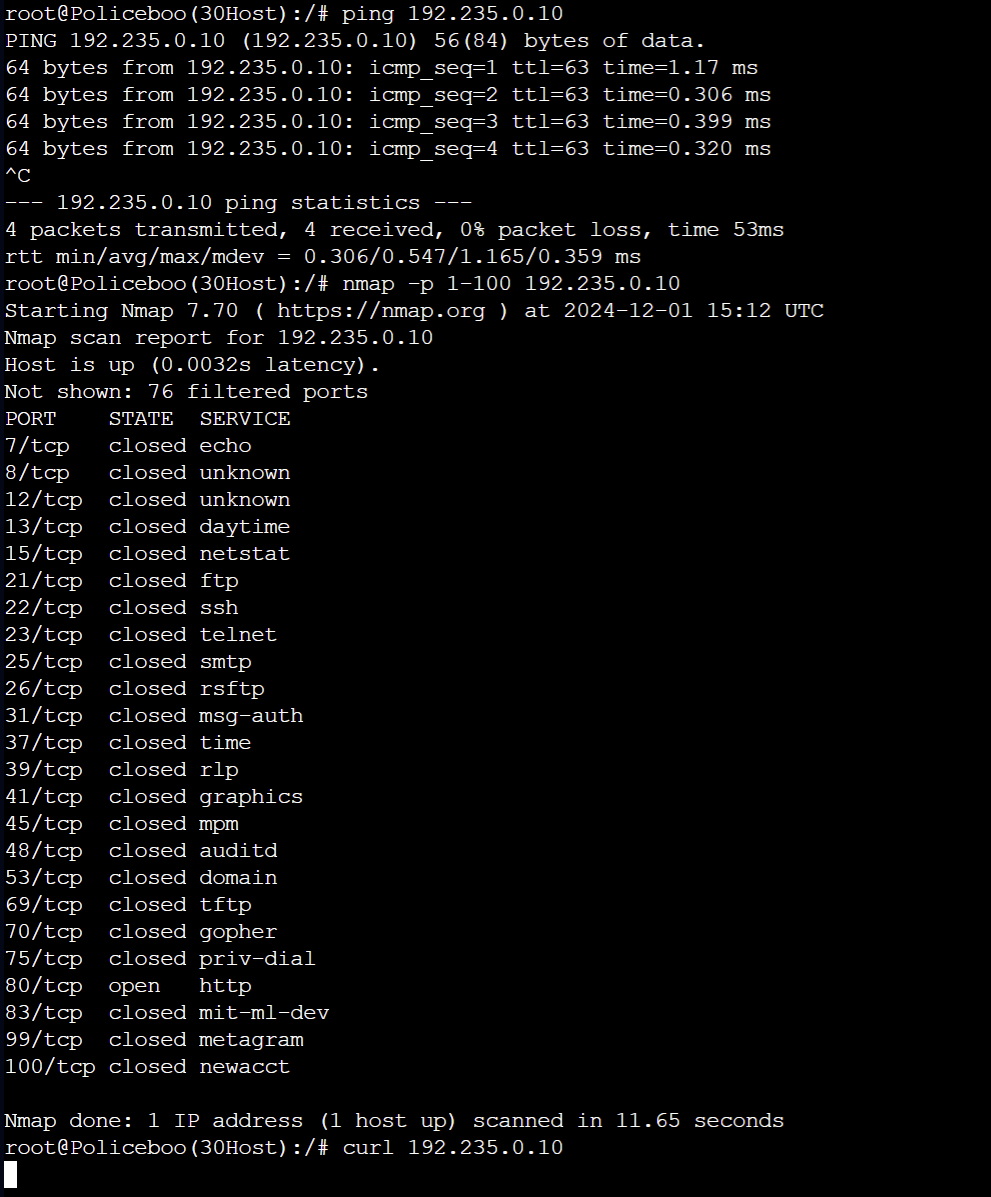 root@Policeboo(30Host):/# ping 192.235.0.10
PING 192.235.0.10 (192.235.0.10) 56(84) bytes of data.
64 bytes from 192.235.0.10: icmp_seq=1 ttl=63 time=1.17 ms
64 bytes from 192.235.0.10: icmp_seq=2 ttl=63 time=0.306 ms
64 bytes from 192.235.0.10: icmp_seq=3 ttl=63 time=0.399 ms
64 bytes from 192.235.0.10: icmp_seq=4 ttl=63 time=0.320 ms
^C
--- 192.235.0.10 ping statistics ---
4 packets transmitted, 4 received, 0% packet loss, time 53ms
rtt min/avg/max/mdev = 0.306/0.547/1.165/0.359 ms
root@Policeboo(30Host):/# nmap -p 1-100 192.235.0.10
Starting Nmap 7.70 ( https://nmap.org ) at 2024-12-01 15:12 UTC
Nmap scan report for 192.235.0.10
Host is up (0.0032s latency).
Not shown: 76 filtered ports
PORT    STATE  SERVICE
7/tcp   closed echo
8/tcp   closed unknown
12/tcp  closed unknown
13/tcp  closed daytime
15/tcp  closed netstat
21/tcp  closed ftp
22/tcp  closed ssh
23/tcp  closed telnet
25/tcp  closed smtp
26/tcp  closed rsftp
31/tcp  closed msg-auth
37/tcp  closed time
39/tcp  closed rlp
41/tcp  closed graphics
45/tcp  closed mpm
48/tcp  closed auditd
53/tcp  closed domain
69/tcp  closed tftp
70/tcp  closed gopher
75/tcp  closed priv-dial
80/tcp  open   http
83/tcp  closed mit-ml-dev
99/tcp  closed metagram
100/tcp closed newacct
Nmap done: 1 IP address (1 host up) scanned in 11.65 seconds
root@Policeboo(30Host):/# curl 192.235.0.10